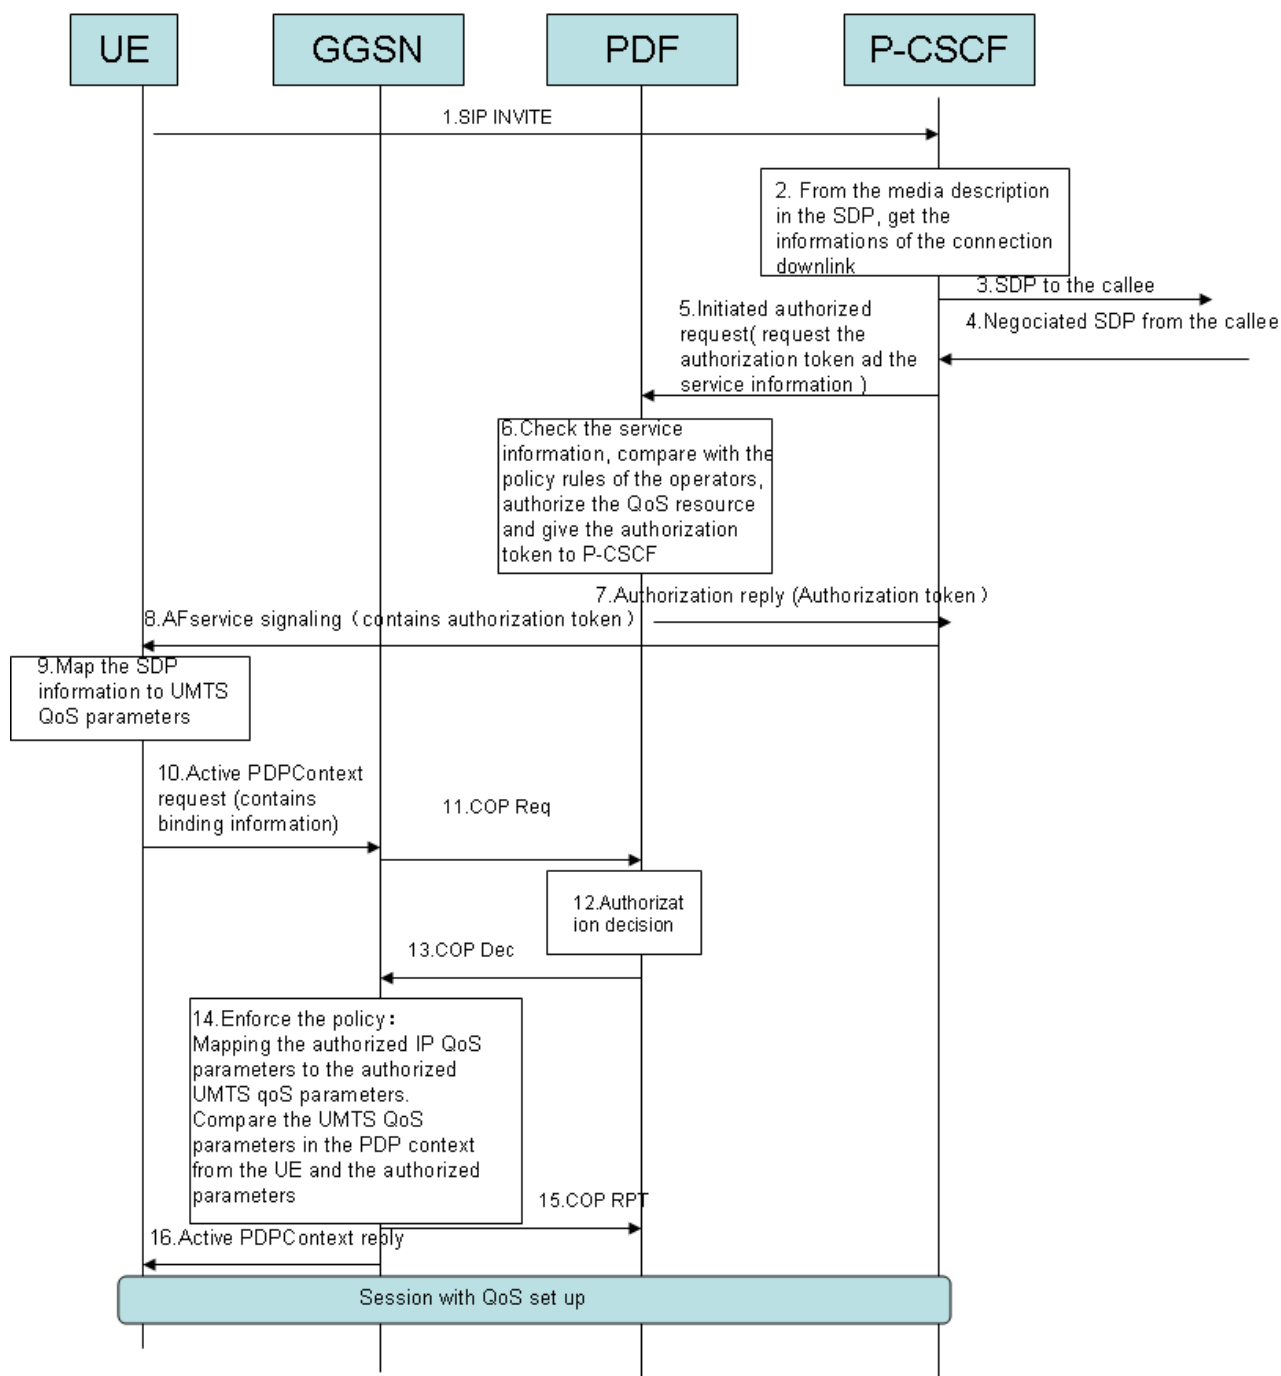 UE
GGSN
PDF
P-CSCF
1.SIP INVITE
2. From the media description
in the SDP, get the
informations of the connection
downlink
3.SDP to the callee
4.Negociated SDP from the callee
5.Initiated authorized
request( request the
authorization token ad the
service information )
6.Check the service
information, compare with the
policy rules of the operators,
authorize the QoS resource
and give the authorization
token to P-CSCF
7.Authorization reply (Authorization token）
8.AFservice signaling（contains authorization token）
9.Map the SDP
information to UMTS
QoS parameters
10.Active PDPContext
request (contains
binding information)
11.COP Req
12.Authorizat
ion decision
13.COP Dec
14.Enforce the policy：
Mapping the authorized IP QoS
parameters to the authorized
UMTS qoS parameters.
Compare the UMTS QoS
parameters in the PDP context
from the UE and the authorized
parameters
15.COP RPT
16.Active PDPContext reply
Session with QoS set up